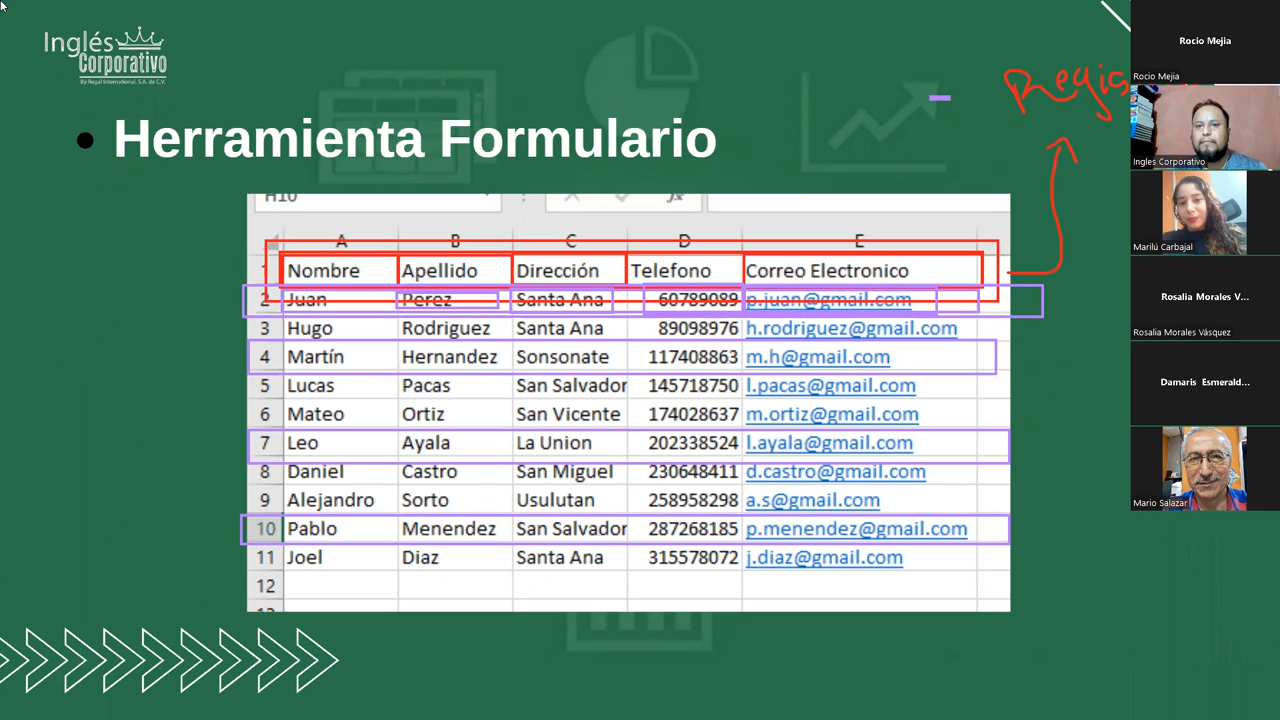 Inglés
Corporativo
By Regal International, S.A. de C.V.
Herramienta Formulario
Regis
H10
fx
A B C D E
1 Nombre Apellido Dirección Telefono Correo Electronico
2 Juan Perez Santa Ana 60789089 p.juan@gmail.com
3 Hugo Rodriguez Santa Ana 89098976 h.rodriguez@gmail.com
4 Martín Hernandez Sonsonate 117408863 m.h@gmail.com
5 Lucas Pacas San Salvador 145718750 l.pacas@gmail.com
6 Mateo Ortiz San Vicente 174028637 m.ortiz@gmail.com
7 Leo Ayala La Union 202338524 l.ayala@gmail.com
8 Daniel Castro San Miguel 230648411 d.castro@gmail.com
9 Alejandro Sorto Usulutan 258958298 a.s@gmail.com
10 Pablo Menendez San Salvador 287268185 p.menendez@gmail.com
11 Joel Diaz Santa Ana 315578072 j.diaz@gmail.com
12
Rocio Mejia
Rocio Mejia
Ingles Corporativo
Marilú Carbajal
Rosalia Morales V...
Rosalia Morales Vásquez
Damaris Esmerald...
Mario Salazar